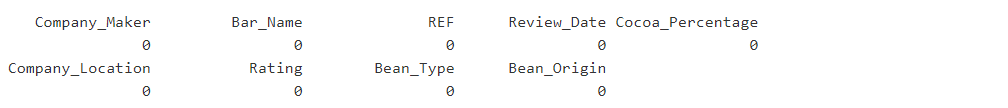 Company_Maker Bar_Name REF Review_Date Cocoa_Percentage
0 0 0 0 0
Company_Location Rating Bean_Type Bean_Origin
0 0 0 0